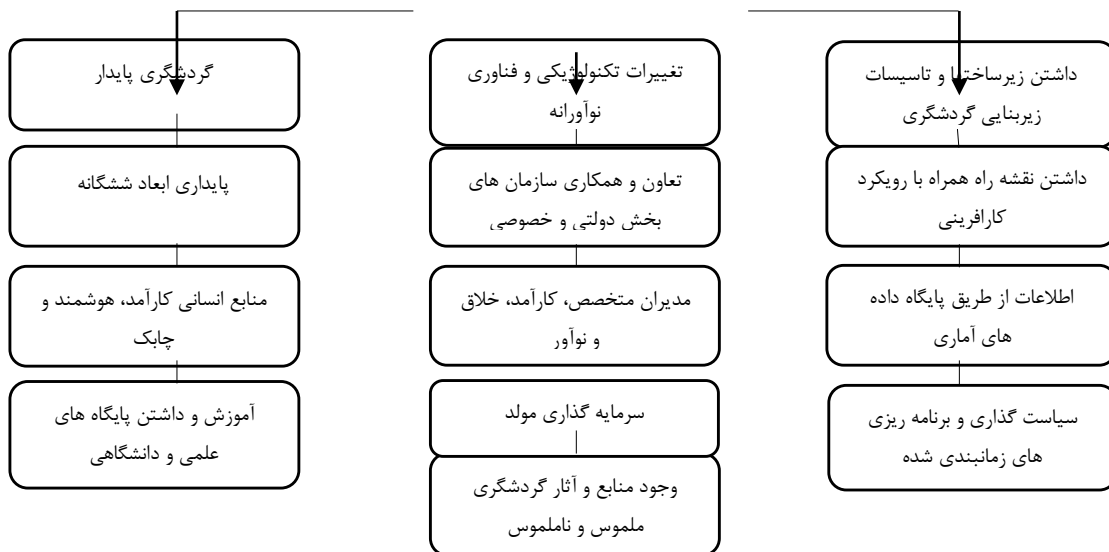 داشتن زیرساختها و تاسیسات
زیربنایی گردشگری
داشتن نقشه راه همراه با رویکرد
کارافرینی
اطلاعات از طریق پایگاه داده
های آماری
سیاست گذاری و برنامه ریزی
های زمانبندی شده
تغییرات تکنولوژیکی و فناوری
نوآورانه
تعاون و همکاری سازمان های
بخش دولتی و خصوصی
مدیران متخصص، کارآمد، خلاق
و نوآور
سرمایه گذاری مولد
وجود منابع و آثار گردشگری
ملموس و ناملموس
گردشگری پایدار
پایداری ابعاد ششگانه
منابع انسانی کارآمد، هوشمند و
چابک
آموزش و داشتن پایگاه های
علمی و دانشگاهی